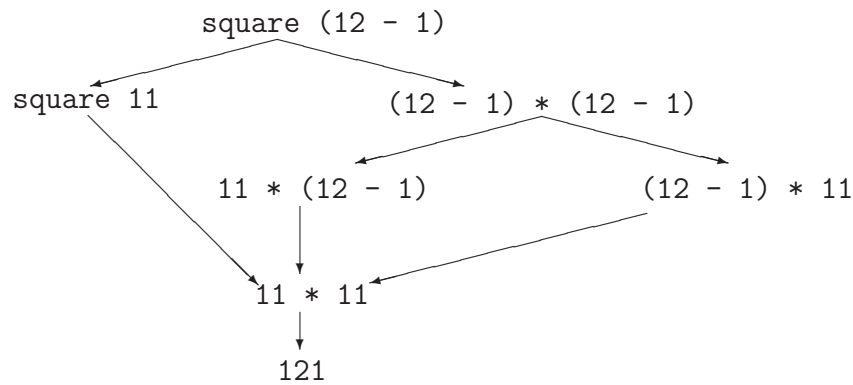 square (12 - 1)
square 11
(12 - 1) * (12 - 1)
11 * (12 - 1)
(12 - 1) * 11
11 * 11
121